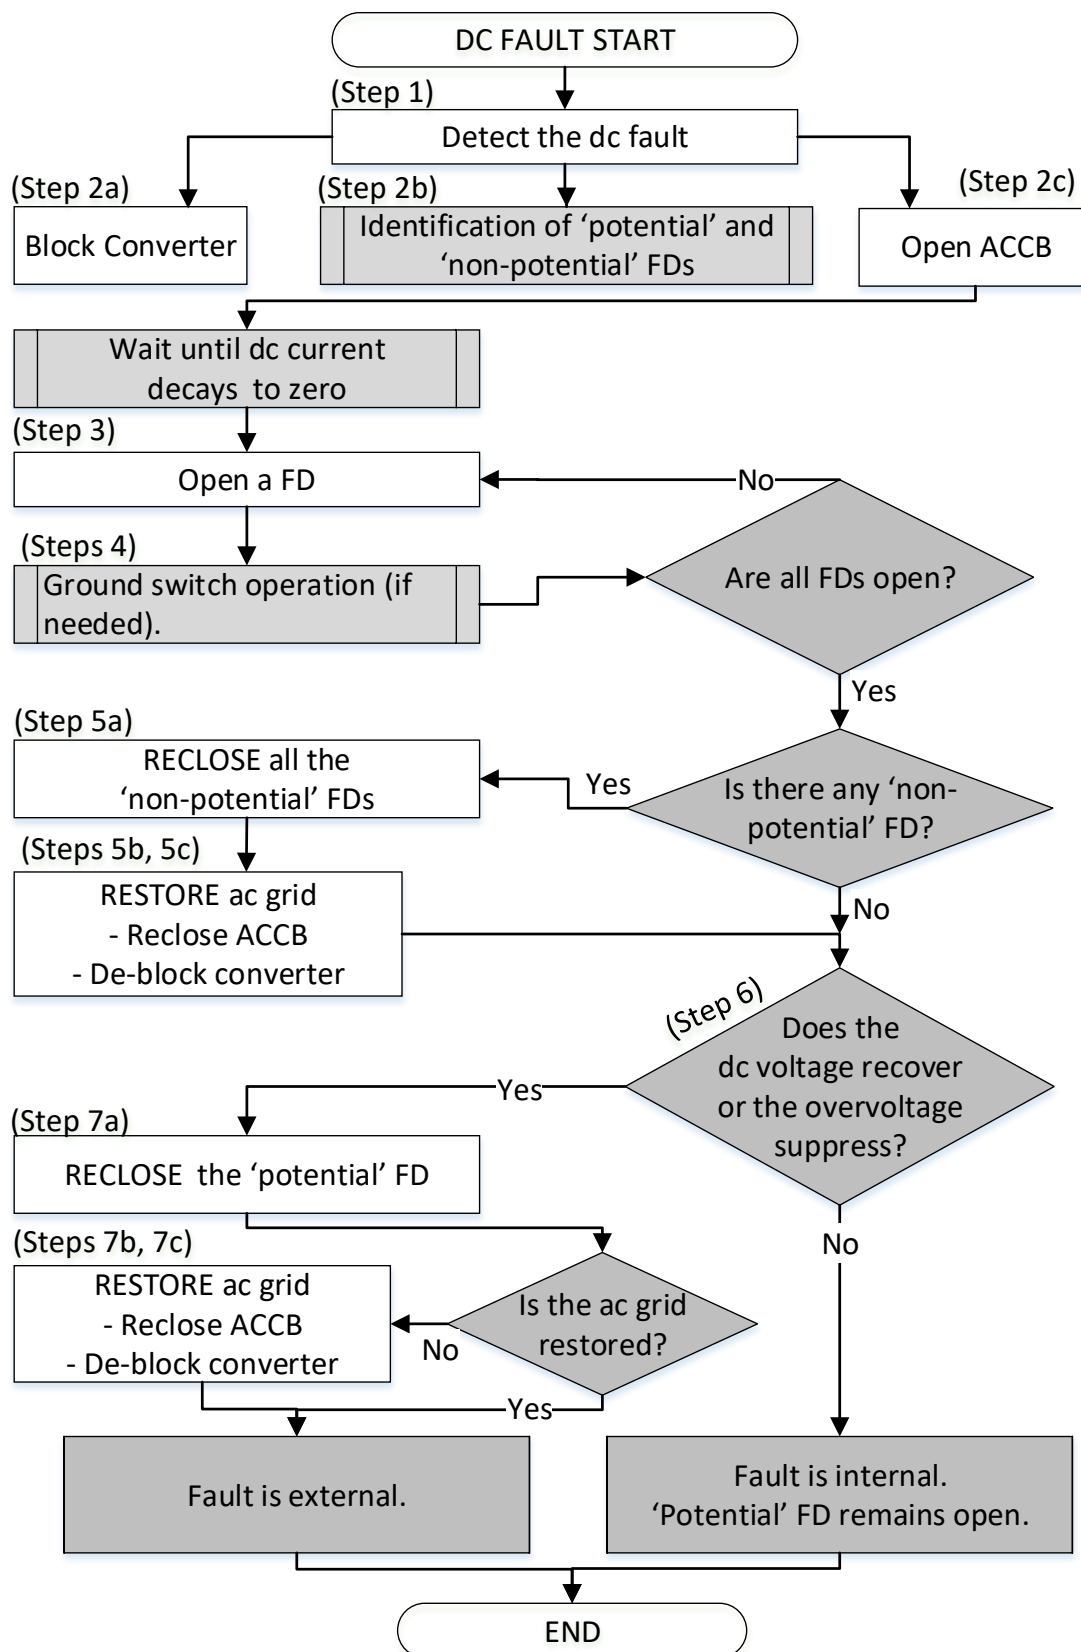 DC FAULT START
(Step 1)
Detect the dc fault
(Step 2a)
Block Converter
(Step 2b)
Identification of ‘potential’ and
‘non-potential’ FDs
(Step 2c)
Open ACCB
Wait until dc current
decays to zero
(Step 3)
Open a FD
No
(Steps 4)
Ground switch operation (if
needed).
Are all FDs open?
Yes
(Step 5a)
RECLOSE all the
‘non-potential’ FDs
Yes
Is there any ‘non-
potential’ FD?
(Steps 5b, 5c)
RESTORE ac grid
- Reclose ACCB
- De-block converter
No
(Step 6)
Does the
dc voltage recover
or the overvoltage
suppress?
Yes
(Step 7a)
RECLOSE the ‘potential’ FD
No
(Steps 7b, 7c)
RESTORE ac grid
- Reclose ACCB
- De-block converter
Is the ac grid
restored?
No
Yes
Fault is external.
Fault is internal.
‘Potential’ FD remains open.
END